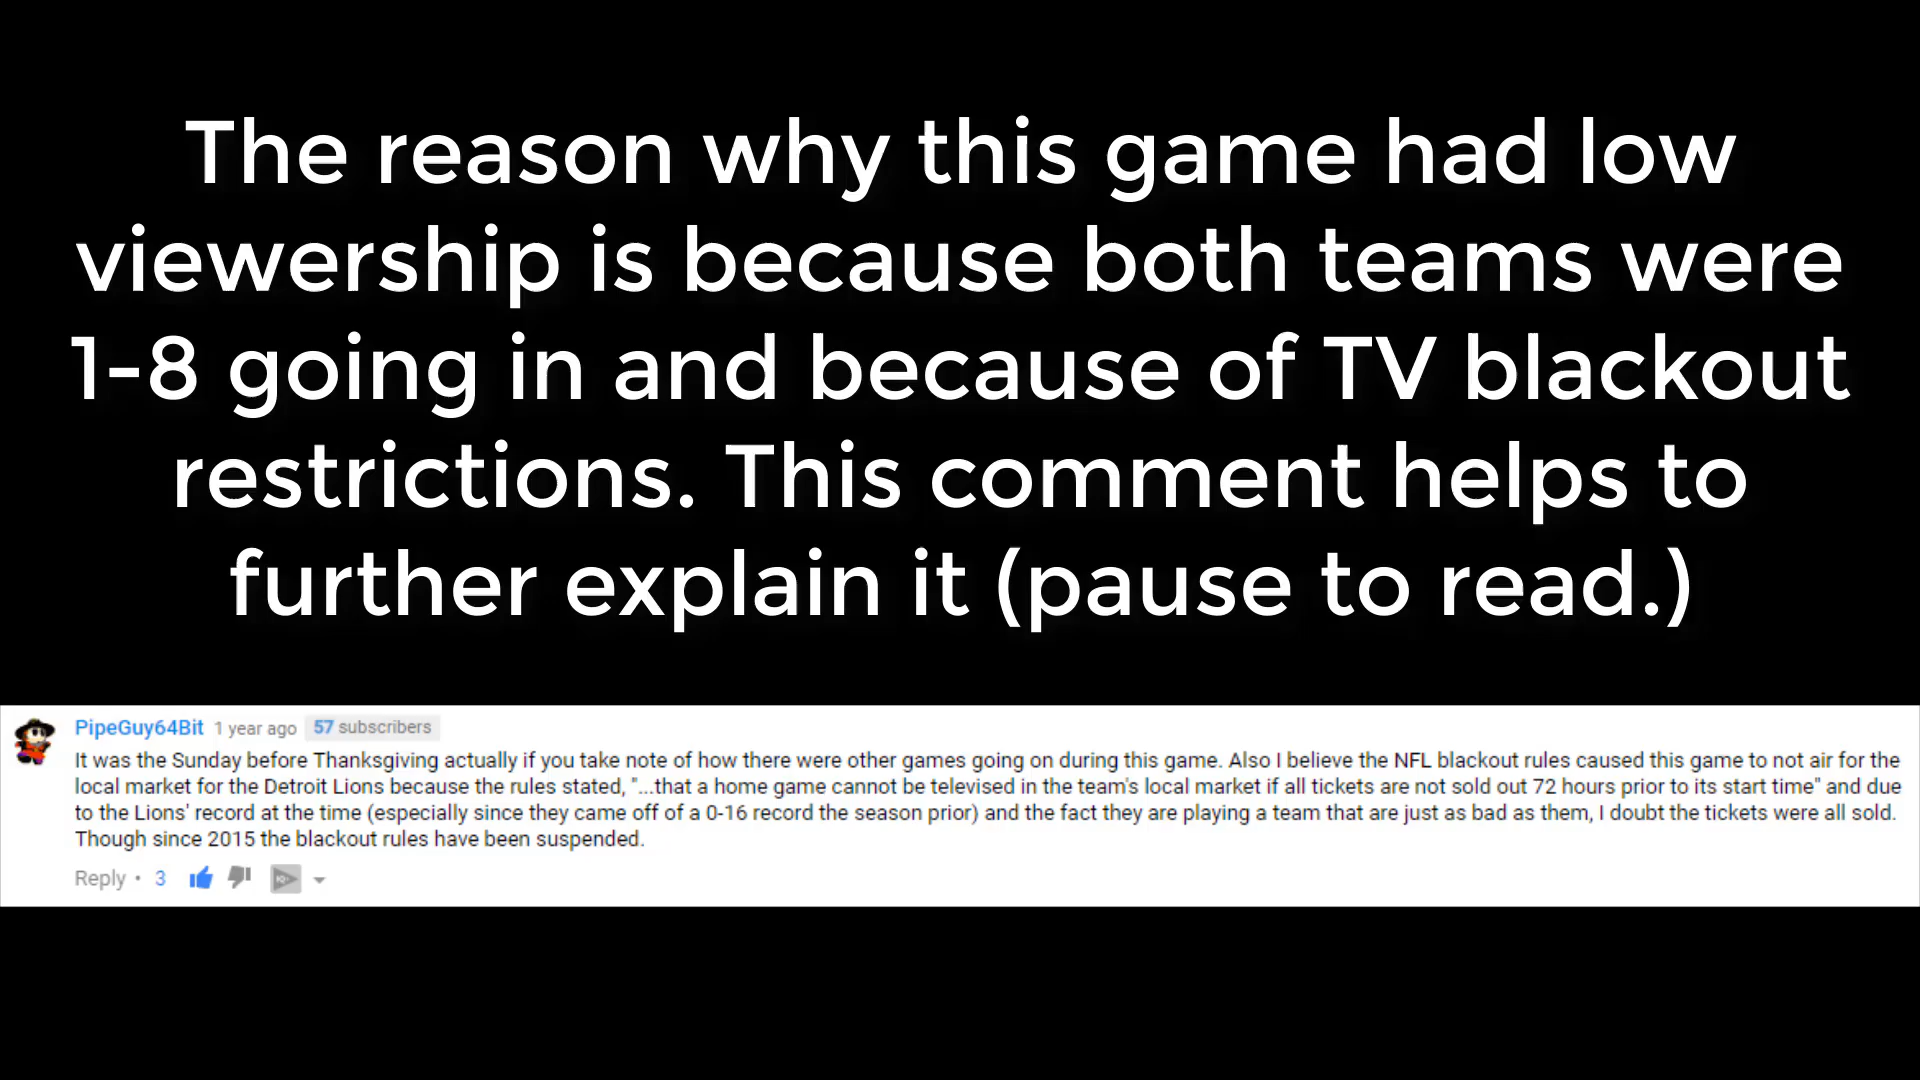 The reason why this game had low
viewership is because both teams were
1-8 going in and because of TV blackout
restrictions. This comment helps to
further explain it (pause to read.)
PipeGuy64Bit 1 year ago 57 subscribers
It was the Sunday before Thanksgiving actually if you take note of how there were other games going on during this game. Also I believe the NFL blackout rules caused this game to not air for the
local market for the Detroit Lions because the rules stated, "...that a home game cannot be televised in the team's local market if all tickets are not sold out 72 hours prior to its start time" and due
to the Lions' record at the time (especially since they came off of a 0-16 record the season prior) and the fact they are playing a team that are just as bad as them, I doubt the tickets were all sold.
Though since 2015 the blackout rules have been suspended.
Reply • 3